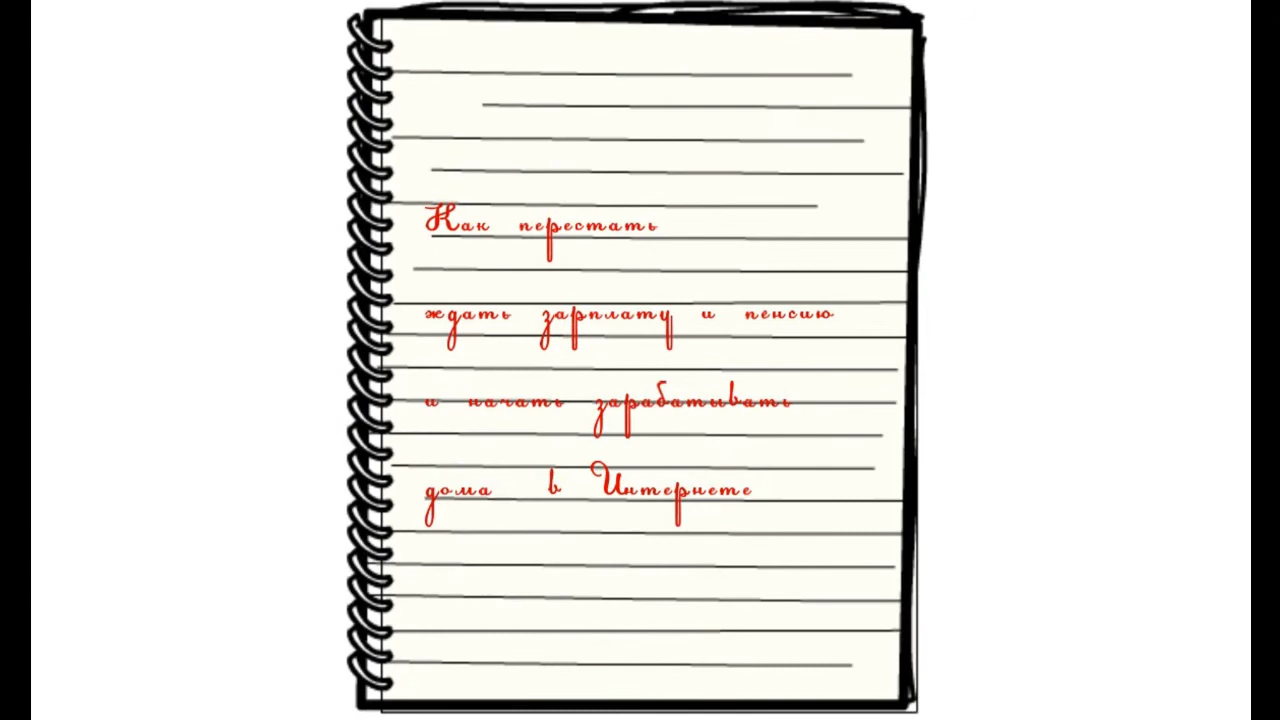 Как перестать
ждать зарплату и пенсию
и начать зарабатывать
дома в Интернете